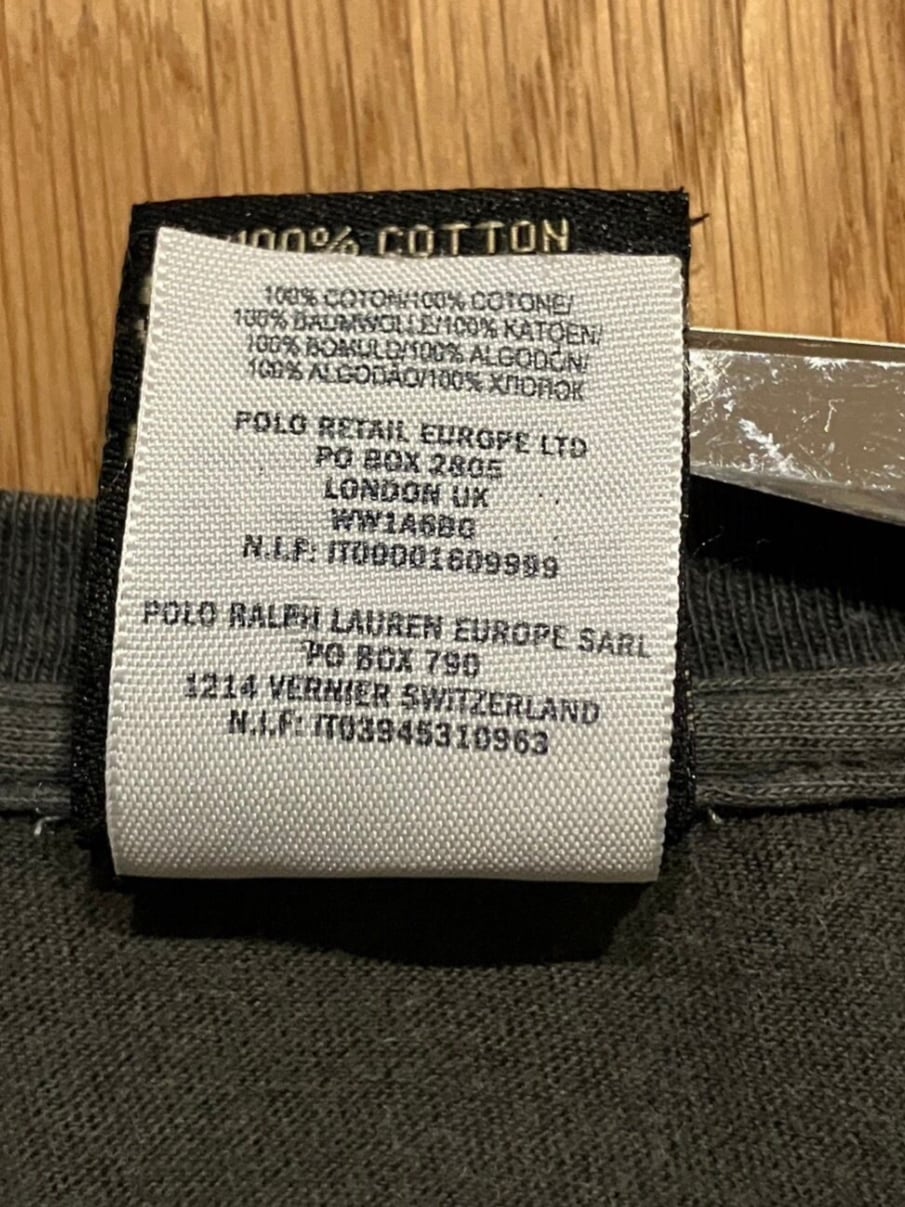 100% COTTON
100% COTON/100% COTONE/
100% BAUMWOLLE/100% KATOEN/
100% BOMULD/100% ALGODÓN/
100% ALGODÃO/100% ХЛОПОК
POLO RETAIL EUROPE LTD
PO BOX 2805
LONDON UK
WW1A6BG
N.I.F: IT00001609999
POLO RALPH LAUREN EUROPE SARL
PO BOX 790
1214 VERNIER SWITZERLAND
N.I.F: IT03945310963